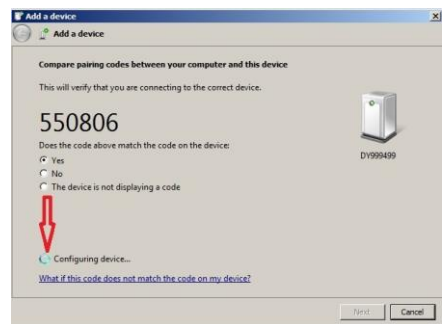 Add a device
Add a device
Compare pairing codes between your computer and this device
This will verify that you are connecting to the correct device.
550806
Does the code above match the code on the device:
Yes
No
The device is not displaying a code
DY999499
Configuring device...
What if this code does not match the code on my device?
Next Cancel